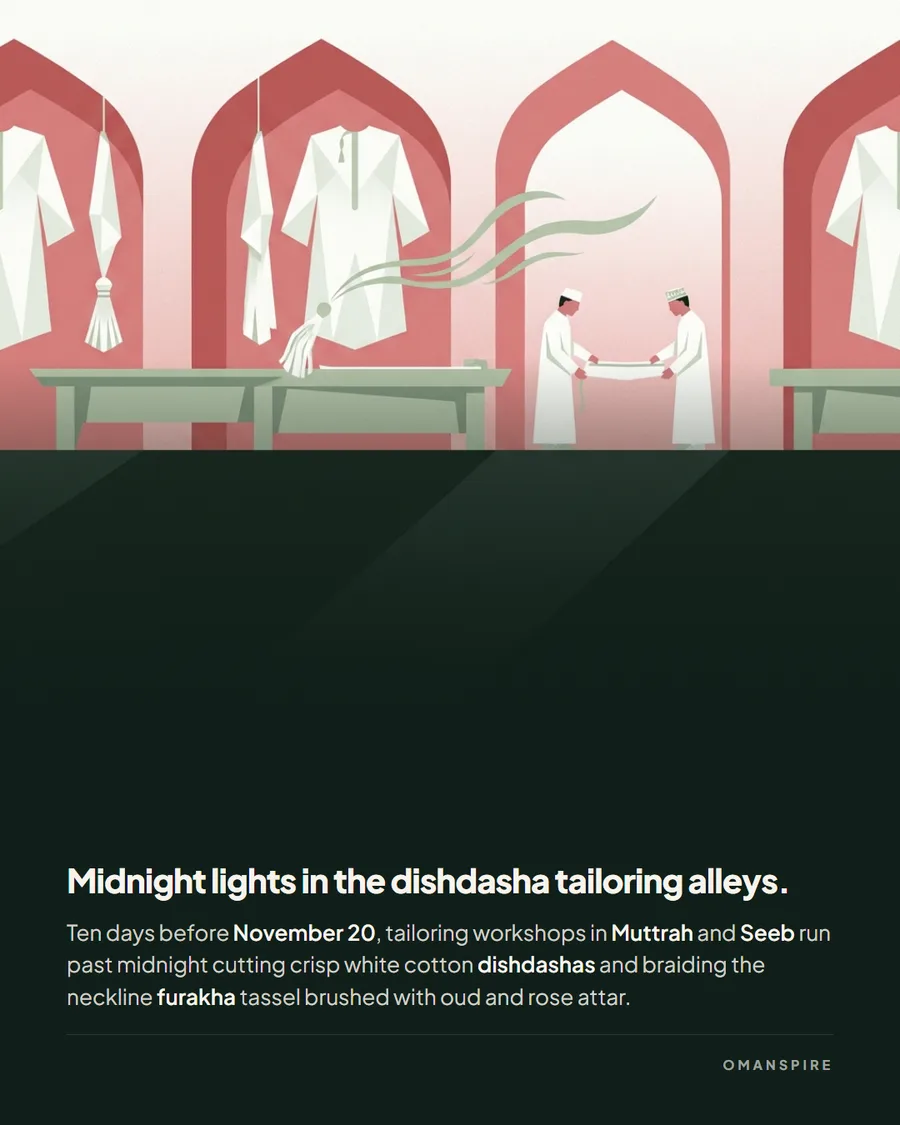 Midnight lights in the dishdasha tailoring alleys.
Ten days before November 20, tailoring workshops in Muttrah and Seeb run
past midnight cutting crisp white cotton dishdashas and braiding the
neckline furakha tassel brushed with oud and rose attar.
OMANSPIRE